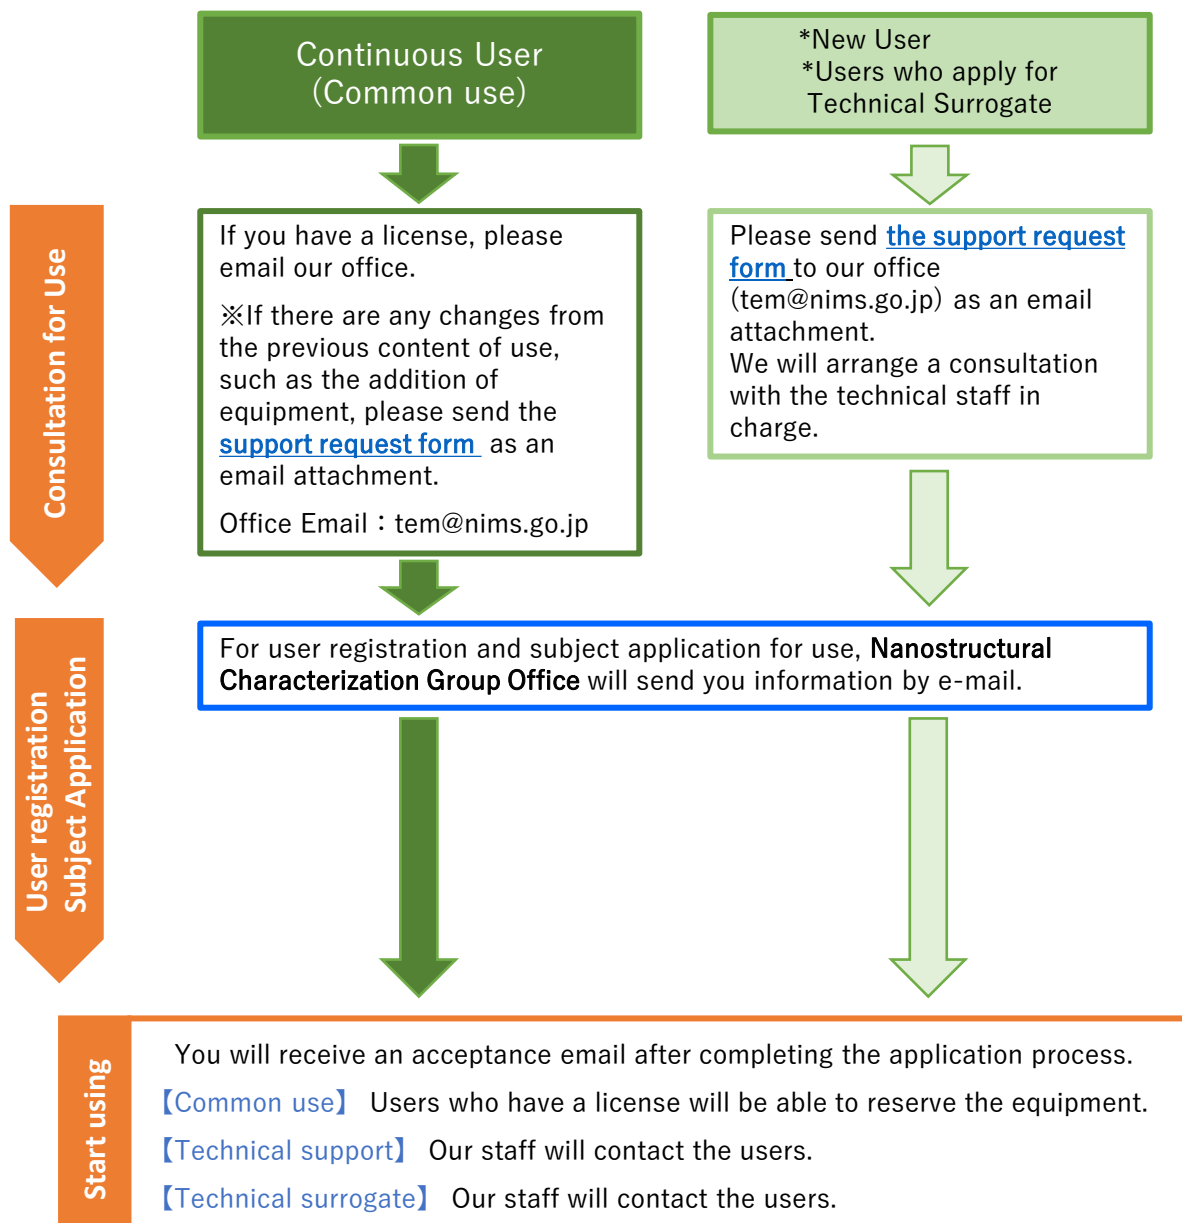 Continuous User
(Common use)
*New User
*Users who apply for
Technical Surrogate
Consultation for Use
If you have a license, please
email our office.
※If there are any changes from
the previous content of use,
such as the addition of
equipment, please send the
support request form as an
email attachment.
Office Email：tem@nims.go.jp
Please send the support request
form to our office
(tem@nims.go.jp) as an email
attachment.
We will arrange a consultation
with the technical staff in
charge.
User registration
Subject Application
For user registration and subject application for use, Nanostructural
Characterization Group Office will send you information by e-mail.
Start using
You will receive an acceptance email after completing the application process.
【Common use】 Users who have a license will be able to reserve the equipment.
【Technical support】 Our staff will contact the users.
【Technical surrogate】 Our staff will contact the users.